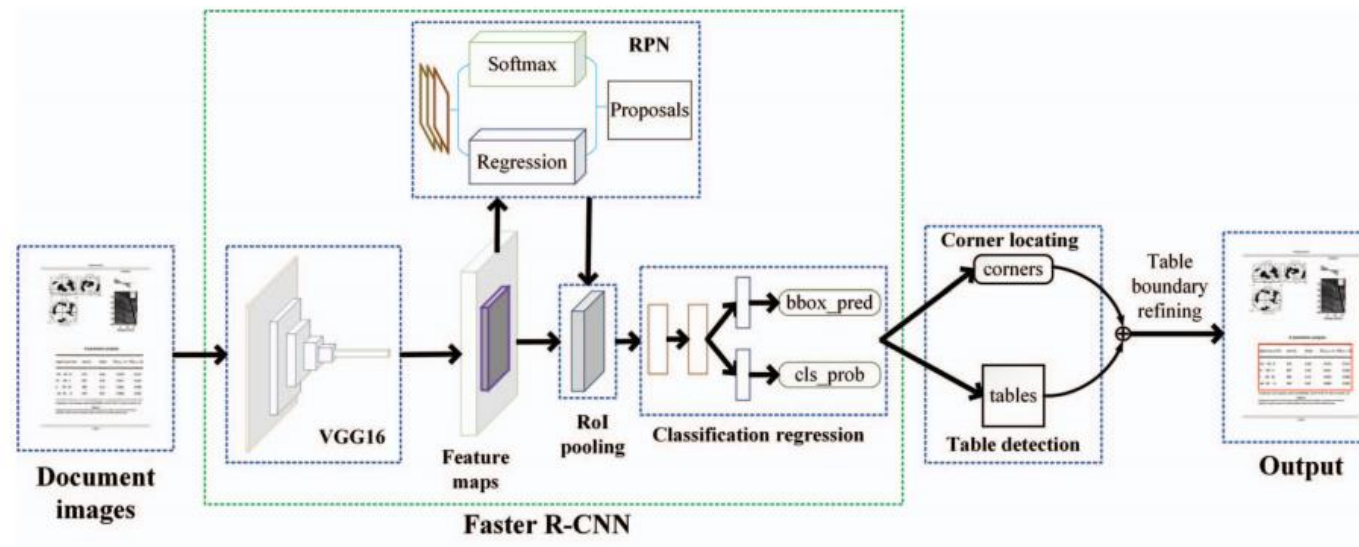 RPN
Softmax
Proposals
Regression
Corner locating
corners
Table
boundary
refining
bbox_pred
cls_prob
tables
VGG16
RoI
pooling
Classification regression
Table detection
Feature
maps
Document
images
Output
Faster R-CNN